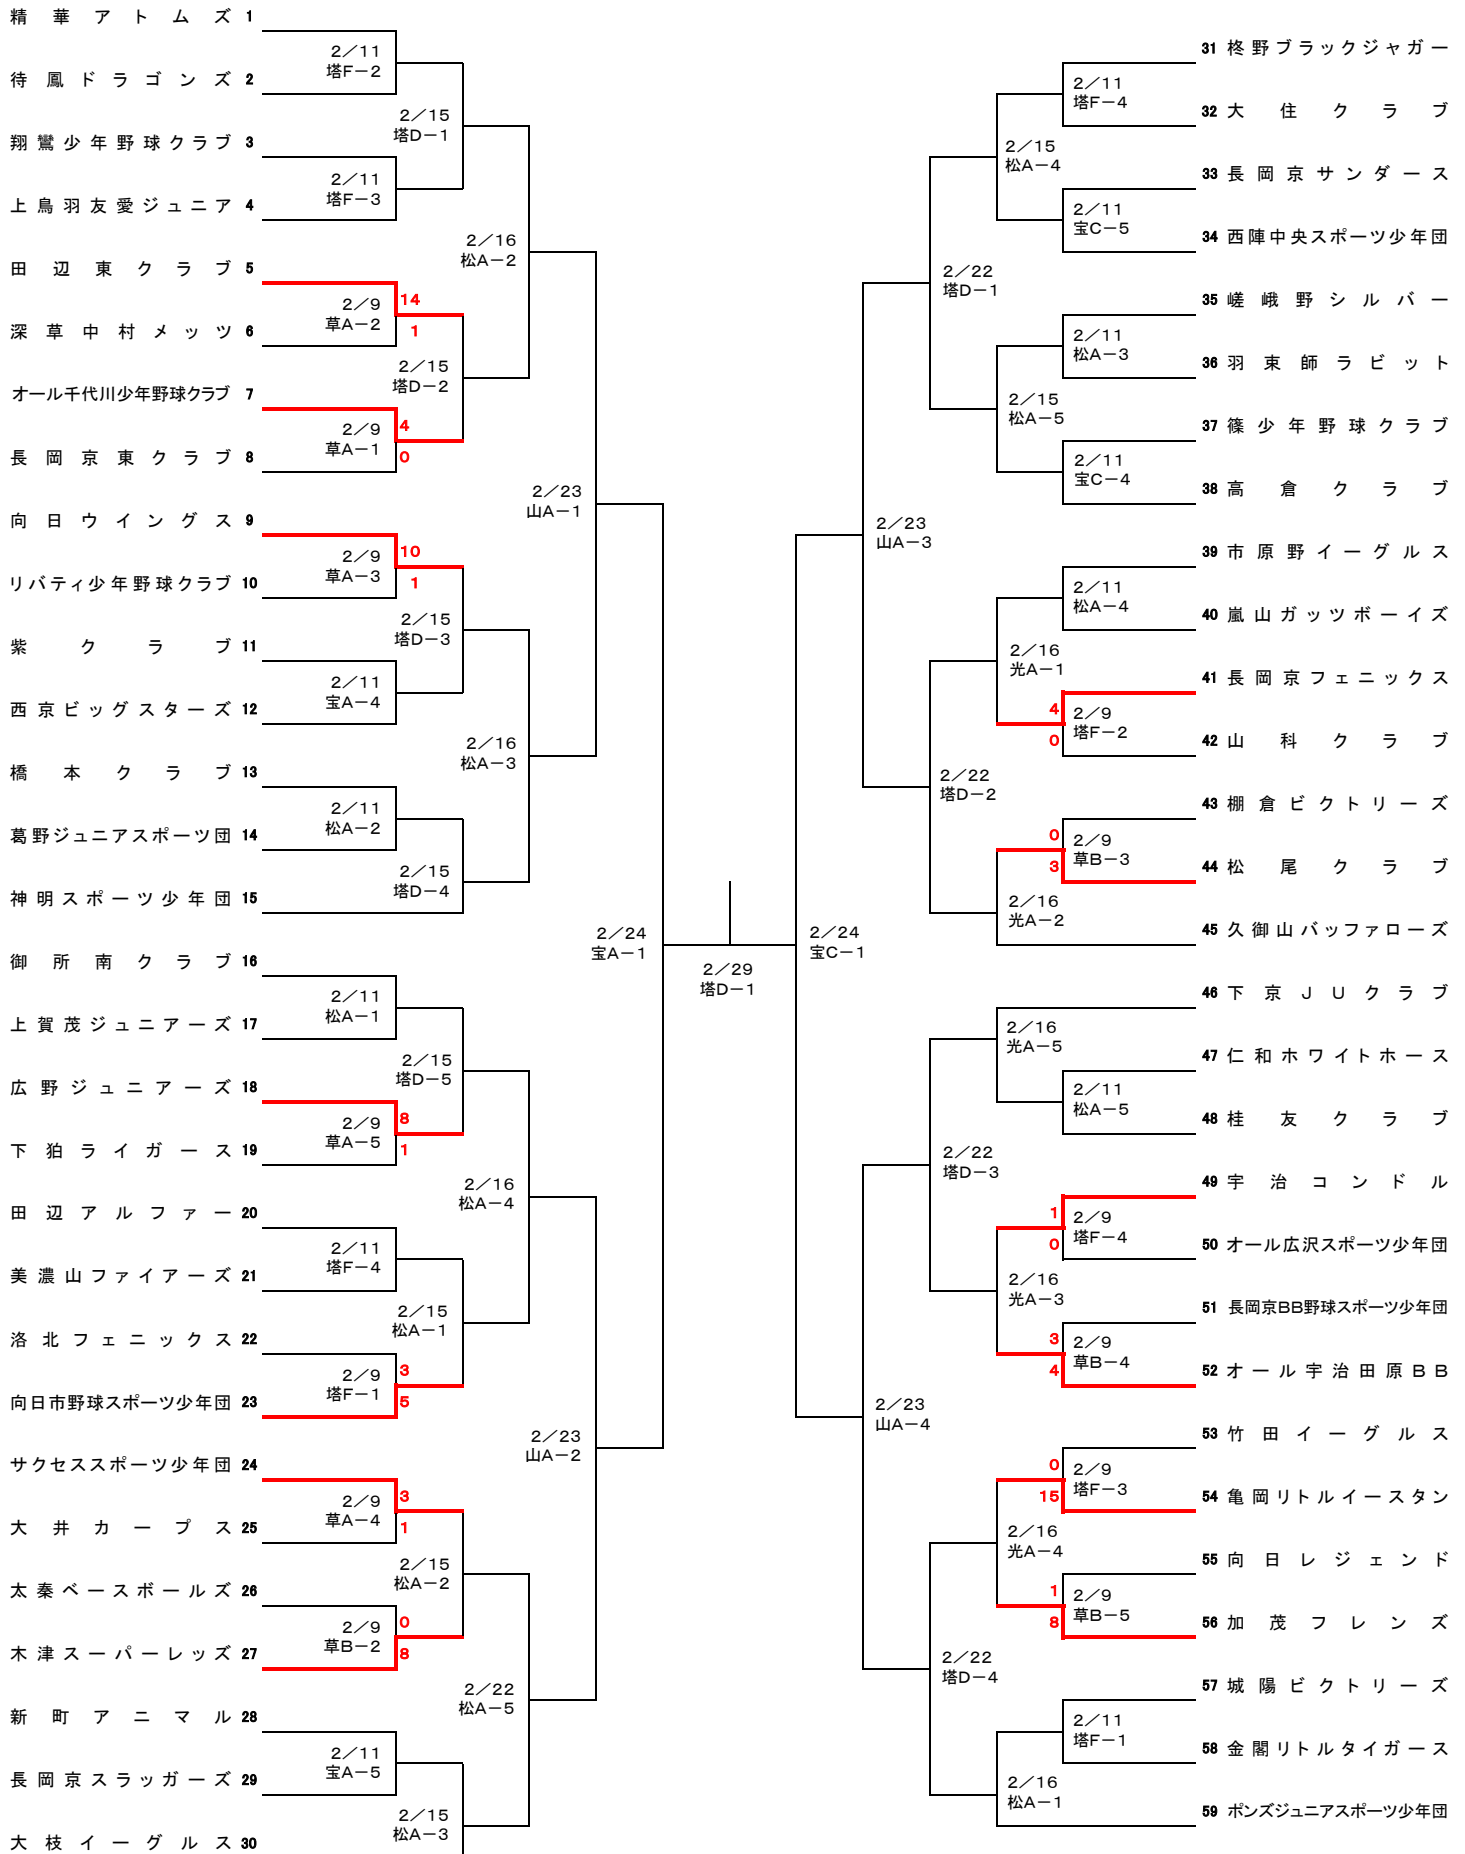 精華アトムズ 1
2／11
塔F－2
待鳳ドラゴンズ 2
2／15
塔D－1
翔鸞少年野球クラブ 3
2／11
塔F－3
上鳥羽友愛ジュニア 4
2／16
松A－2
田辺東クラブ 5
2／9
草A－2
14
1
深草中村メッツ 6
2／15
塔D－2
オール千代川少年野球クラブ 7
2／9
草A－1
4
0
長岡京東クラブ 8
2／23
山A－1
向日ウイングス 9
2／9
草A－3
10
1
リバティ少年野球クラブ 10
2／15
塔D－3
紫クラブ 11
2／11
宝A－4
西京ビッグスターズ 12
2／16
松A－3
橋本クラブ 13
2／11
松A－2
葛野ジュニアスポーツ団 14
2／15
塔D－4
神明スポーツ少年団 15
2／24
宝A－1
御所南クラブ 16
2／11
松A－1
上賀茂ジュニアーズ 17
2／15
塔D－5
広野ジュニアーズ 18
2／9
草A－5
8
1
下狛ライガース 19
2／16
松A－4
田辺アルファー 20
2／11
塔F－4
美濃山ファイアーズ 21
2／15
松A－1
洛北フェニックス 22
2／9
塔F－1
3
5
向日市野球スポーツ少年団 23
2／23
山A－2
サクセススポーツ少年団 24
2／9
草A－4
3
1
大井カープス 25
2／15
松A－2
太秦ベースボールズ 26
2／9
草B－2
0
8
木津スーパーレッズ 27
2／22
松A－5
新町アニマル 28
2／11
宝A－5
長岡京スラッガーズ 29
2／15
松A－3
大枝イーグルス 30
2／29
塔D－1
31 柊野ブラックジャガー
2／11
塔F－4
32 大住クラブ
2／15
松A－4
33 長岡京サンダース
2／11
宝C－5
34 西陣中央スポーツ少年団
2／22
塔D－1
35 嵯峨野シルバー
2／11
松A－3
36 羽束師ラビット
2／15
松A－5
37 篠少年野球クラブ
2／11
宝C－4
38 高倉クラブ
2／23
山A－3
39 市原野イーグルス
2／11
松A－4
40 嵐山ガッツボーイズ
2／16
光A－1
41 長岡京フェニックス
4
0
2／9
塔F－2
42 山科クラブ
2／22
塔D－2
43 棚倉ビクトリーズ
0
3
2／9
草B－3
44 松尾クラブ
2／16
光A－2
45 久御山バッファローズ
2／24
宝C－1
46 下京JUクラブ
2／16
光A－5
47 仁和ホワイトホース
2／11
松A－5
48 桂友クラブ
2／22
塔D－3
49 宇治コンドル
1
0
2／9
塔F－4
50 オール広沢スポーツ少年団
2／16
光A－3
51 長岡京BB野球スポーツ少年団
3
4
2／9
草B－4
52 オール宇治田原BB
2／23
山A－4
53 竹田イーグルス
0
15
2／9
塔F－3
54 亀岡リトルイースタン
2／16
光A－4
55 向日レジェンド
1
8
2／9
草B－5
56 加茂フレンズ
2／22
塔D－4
57 城陽ビクトリーズ
2／11
塔F－1
58 金閣リトルタイガース
2／16
松A－1
59 ポンズジュニアスポーツ少年団